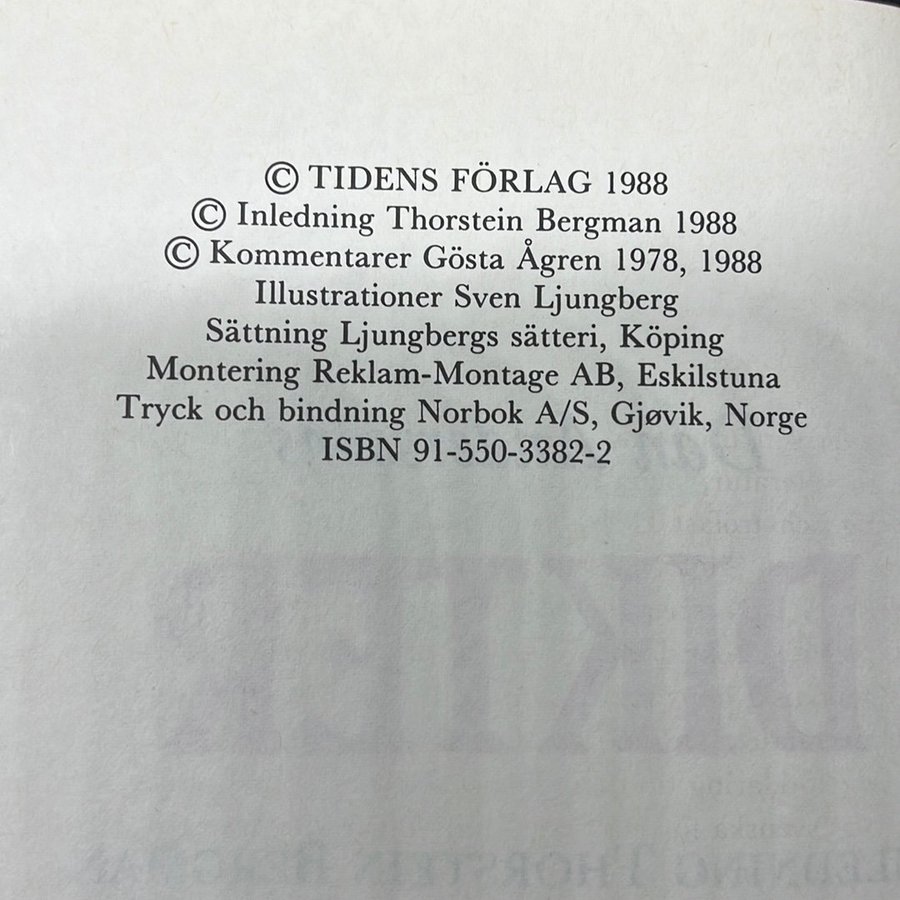 © TIDENS FÖRLAG 1988
© Inledning Thorstein Bergman 1988
© Kommentarer Gösta Ågren 1978, 1988
Illustrationer Sven Ljungberg
Sättning Ljungbergs sätteri, Köping
Montering Reklam-Montage AB, Eskilstuna
Tryck och bindning Norbok A/S, Gjøvik, Norge
ISBN 91-550-3382-2